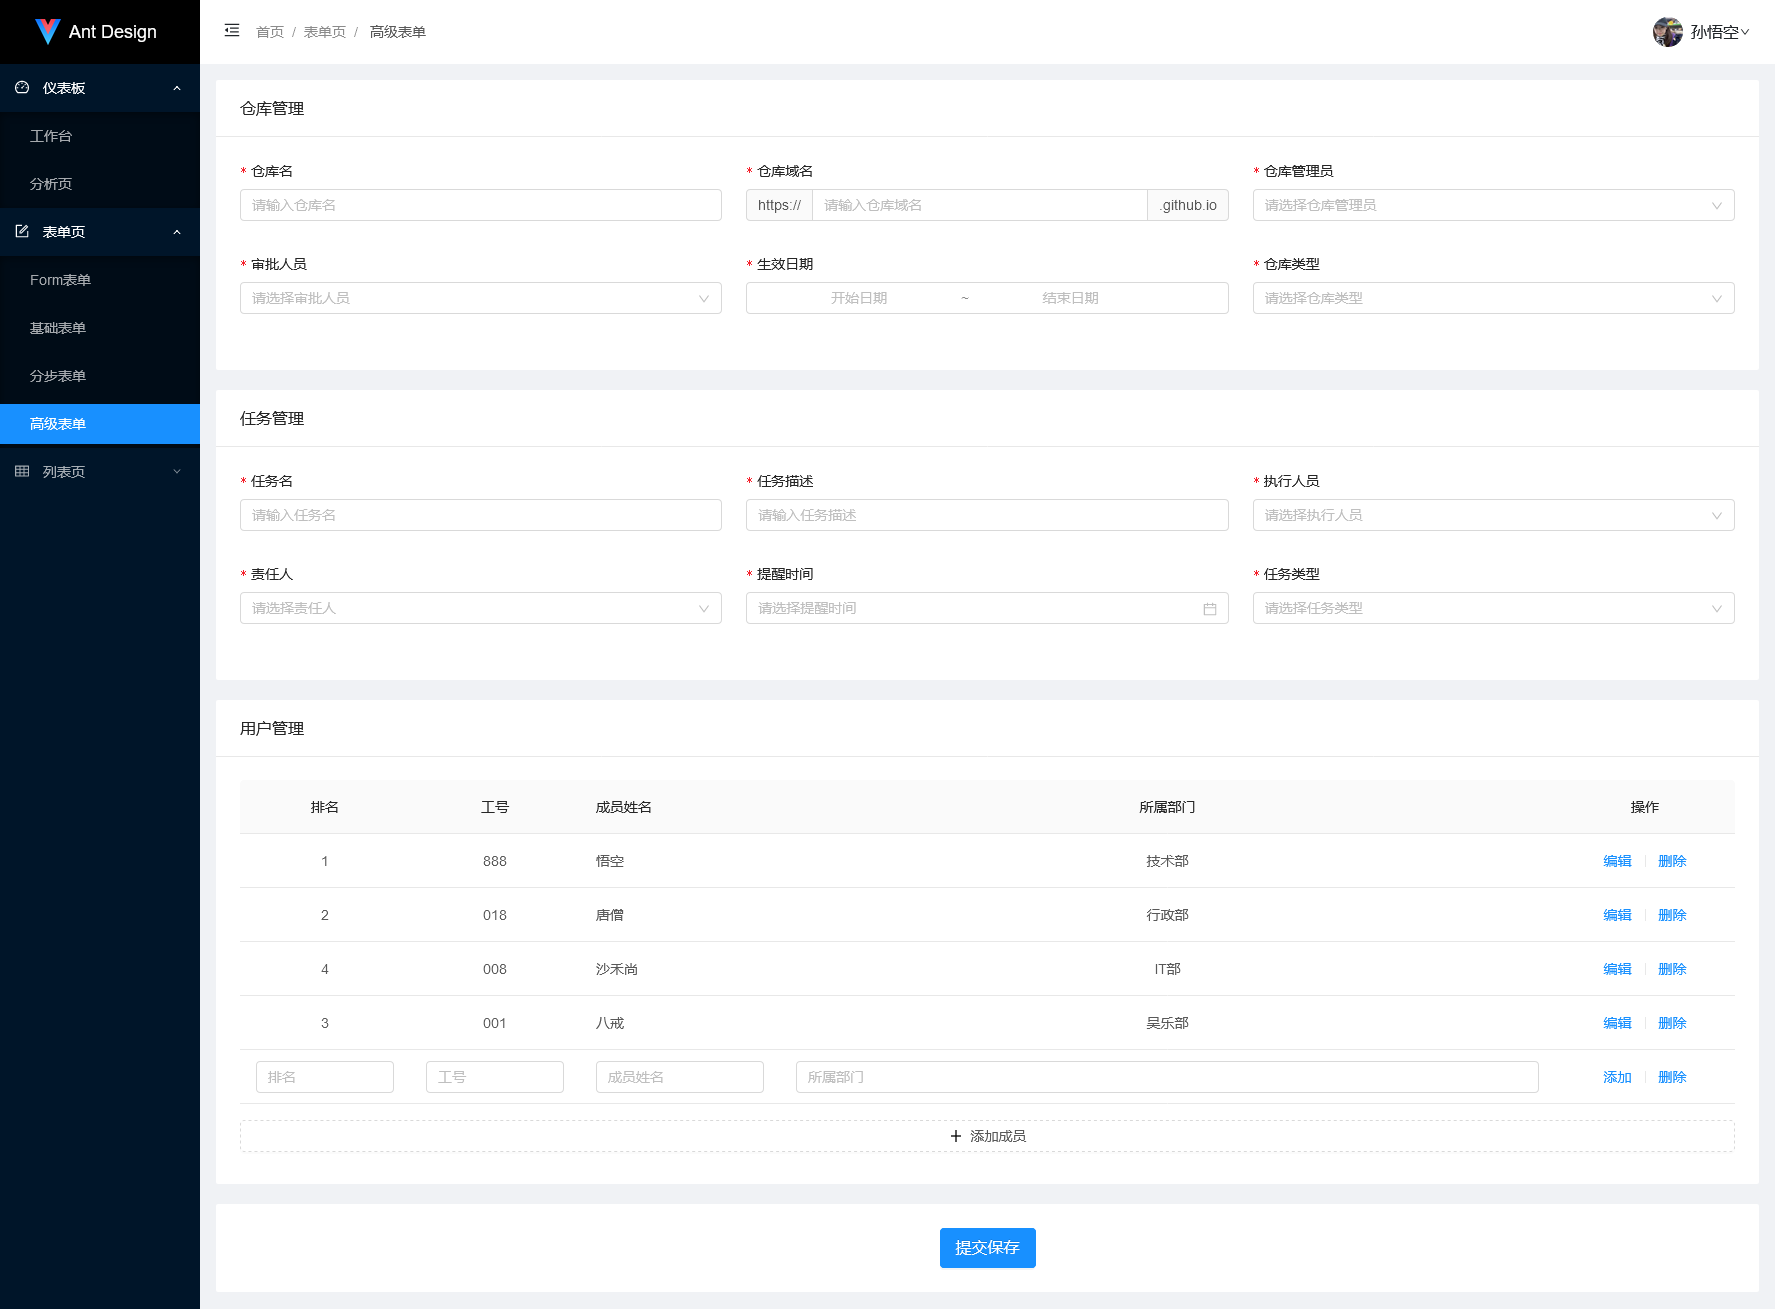 Ant Design
首页 / 表单页 / 高级表单
孙悟空
仪表板
工作台
分析页
表单页
Form表单
基础表单
分步表单
高级表单
列表页
仓库管理
* 仓库名
请输入仓库名
* 仓库域名
https:// 请输入仓库域名 .github.io
* 仓库管理员
请选择仓库管理员
* 审批人员
请选择审批人员
* 生效日期
开始日期 ~ 结束日期
* 仓库类型
请选择仓库类型
任务管理
* 任务名
请输入任务名
* 任务描述
请输入任务描述
* 执行人员
请选择执行人员
* 责任人
请选择责任人
* 提醒时间
请选择提醒时间
* 任务类型
请选择任务类型
用户管理
排名 工号 成员姓名 所属部门 操作
1 888 悟空 技术部 编辑 删除
2 018 唐僧 行政部 编辑 删除
4 008 沙禾尚 IT部 编辑 删除
3 001 八戒 吴乐部 编辑 删除
排名 工号 成员姓名 所属部门 添加 删除
+ 添加成员
提交保存